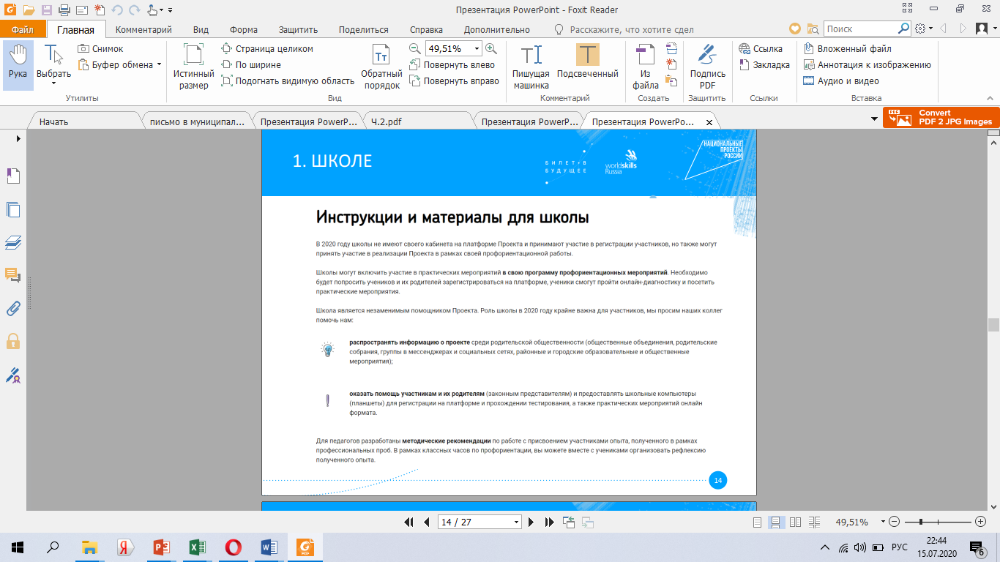 Презентация PowerPoint - Foxit Reader
Файл Главная Комментарий Вид Форма Защитить Поделиться Справка Дополнительно Расскажите, что хотите сдел Поиск
Рука
Выбрать
Снимок
Буфер обмена
Утилиты
Истинный размер
Страница целиком
По ширине
Подогнать видимую область
Обратный порядок
49,51%
Повернуть влево
Повернуть вправо
Вид
Пишущая машинка
Подсвеченный
Комментарий
Из файла
Создать
Подпись PDF
Защитить
Ссылка
Закладка
Ссылки
Вложенный файл
Аннотация к изображению
Аудио и видео
Вставка
Начать
письмо в муниципал...
Презентация PowerP...
Ч.2.pdf
Презентация PowerP...
Презентация PowerPo...
PDF
Convert
PDF 2 JPG Images
1. ШКОЛЕ
БИЛЕТ В
БУДУЩЕЕ
worldskills
Russia
НАЦИОНАЛЬНЫЕ
ПРОЕКТЫ
РОССИИ
Инструкции и материалы для школы
В 2020 году школы не имеют своего кабинета на платформе Проекта и принимают участие в регистрации участников, но также могут
принять участие в реализации Проекта в рамках своей профориентационной работы.
Школы могут включить участие в практических мероприятий в свою программу профориентационных мероприятий. Необходимо
будет попросить учеников и их родителей зарегистрироваться на платформе, ученики смогут пройти онлайн-диагностику и посетить
практические мероприятия.
Школа является незаменимым помощником Проекта. Роль школы в 2020 году крайне важна для участников, мы просим наших коллег
помочь нам:
распространять информацию о проекте среди родительской общественности (общественные объединения, родительские
собрания, группы в мессенджерах и социальных сетях, районные и городские образовательные и общественные
мероприятия);
оказать помощь участникам и их родителям (законным представителям) и предоставлять школьные компьютеры
(планшеты) для регистрации на платформе и прохождении тестирования, а также практических мероприятий онлайн
формата.
Для педагогов разработаны методические рекомендации по работе с присвоением участниками опыта, полученного в рамках
профессиональных проб. В рамках классных часов по профориентации, вы можете вместе с учениками организовать рефлексию
полученного опыта.
14
14 / 27
49,51%
РУС
22:44
15.07.2020
6